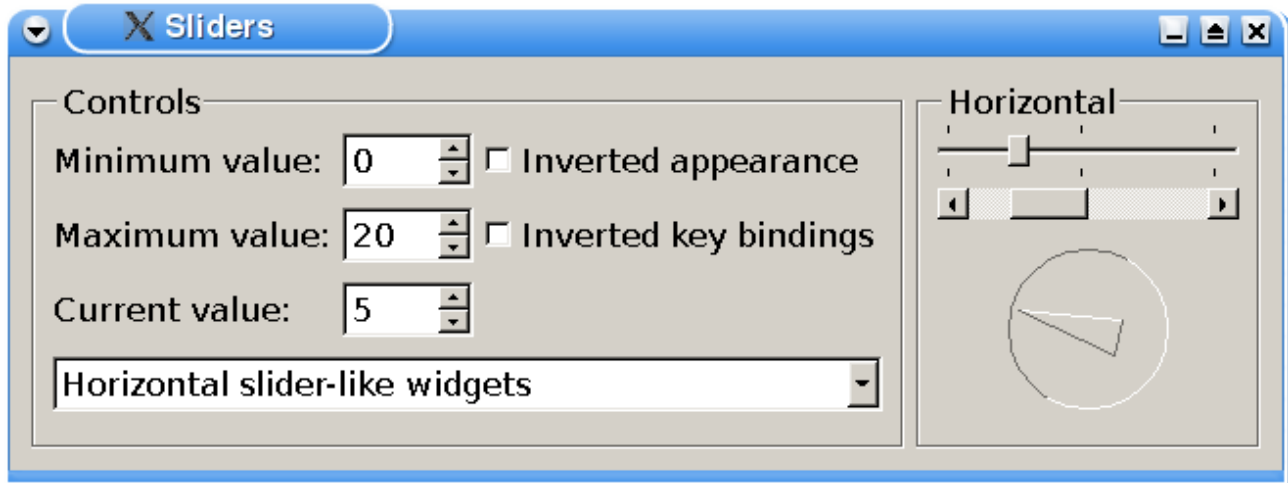 Sliders
Controls
Minimum value: 0 Inverted appearance
Maximum value: 20 Inverted key bindings
Current value: 5
Horizontal slider-like widgets
Horizontal